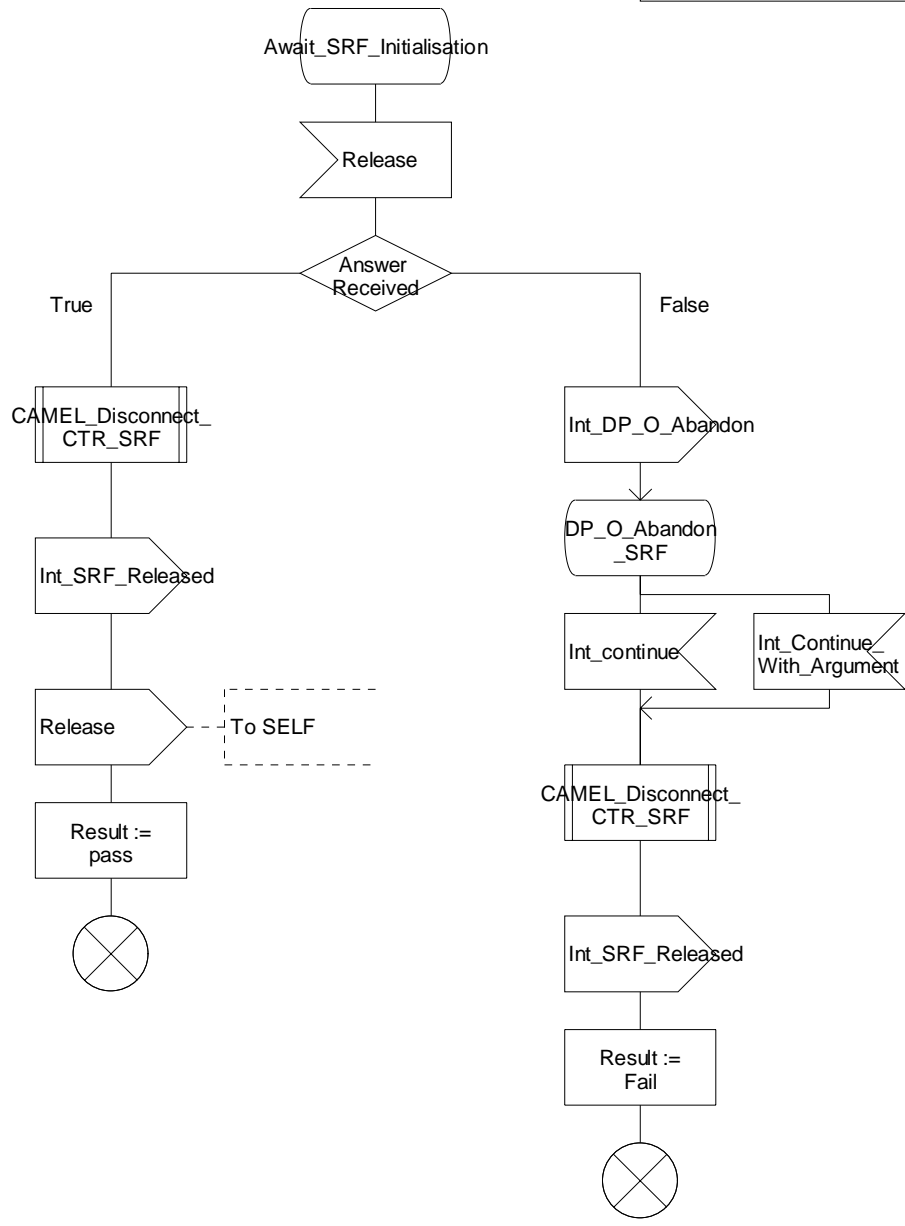 Await_SRF_Initialisation
Release
Answer
Received
True
False
CAMEL_Disconnect_
CTR_SRF
Int_DP_O_Abandon
DP_O_Abandon
_SRF
Int_SRF_Released
Int_continue
Int_Continue_
With_Argument
Release
To SELF
CAMEL_Disconnect_
CTR_SRF
Result :=
pass
Int_SRF_Released
Result :=
Fail